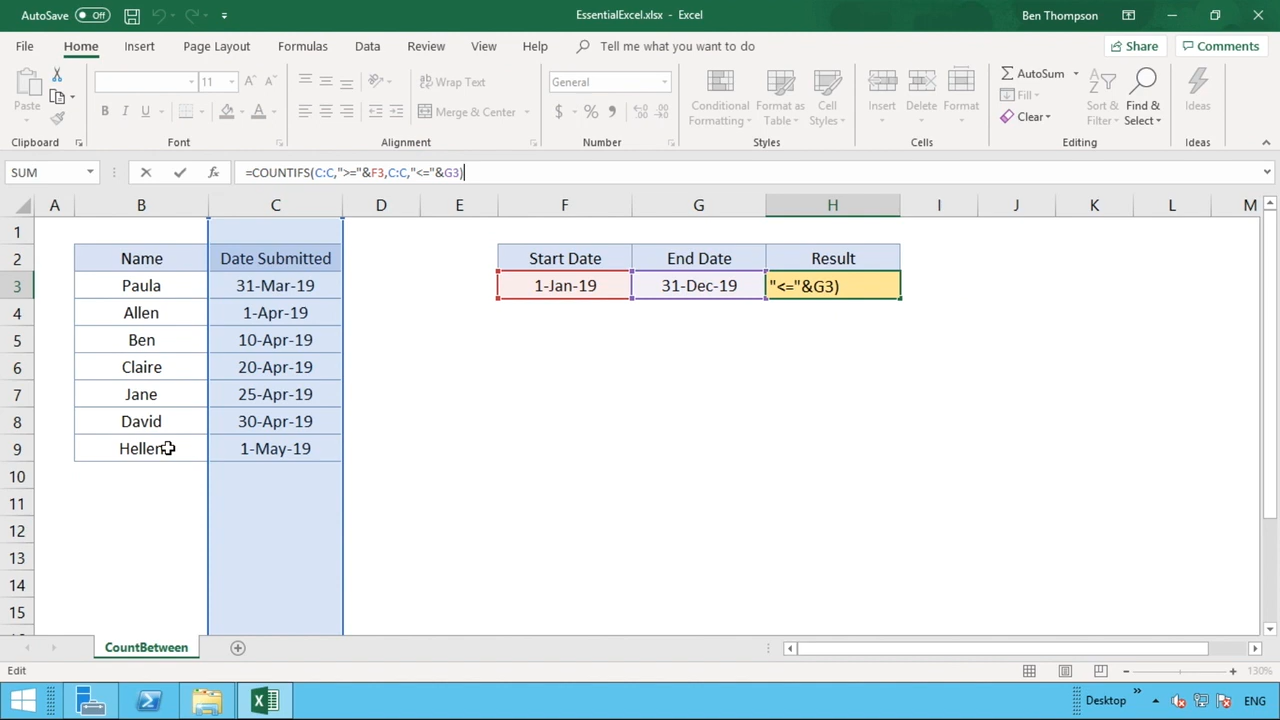 AutoSave Off EssentialExcel.xlsx - Excel Ben Thompson
File Home Insert Page Layout Formulas Data Review View Help Tell me what you want to do Share Comments
Paste 11 A A Wrap Text General Conditional Formatting Format as Table Cell Styles Insert Delete Format AutoSum Fill Clear Sort & Filter Find & Select Ideas
B I U A Merge & Center $ % ,
Clipboard Font Alignment Number Styles Cells Editing Ideas
SUM fx =COUNTIFS(C:C,">="&F3,C:C,"<="&G3)
A B C D E F G H I J K L M
1
2 Name Date Submitted Start Date End Date Result
3 Paula 31-Mar-19 1-Jan-19 31-Dec-19 "<="&G3)
4 Allen 1-Apr-19
5 Ben 10-Apr-19
6 Claire 20-Apr-19
7 Jane 25-Apr-19
8 David 30-Apr-19
9 Hellen 1-May-19
10
11
12
13
14
15
CountBetween
Edit 130%
Desktop ENG